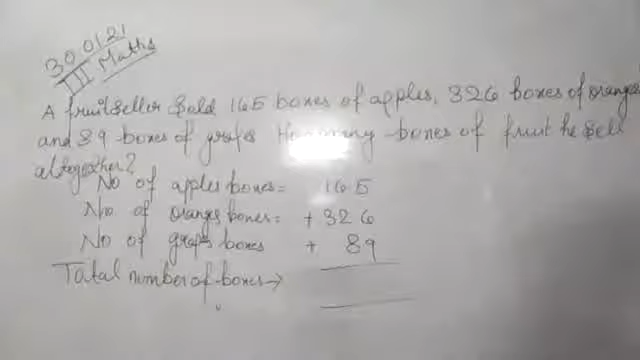 30.01.21
III Maths
A fruitseller Sold 165 boxes of apples, 326 boxes of oranges
and 89 boxes of grapes How many boxes of fruit he sell
altogether?
No of apples boxes = 165
No of oranges boxes = + 326
No of grapes boxes + 89
Total number of boxes →